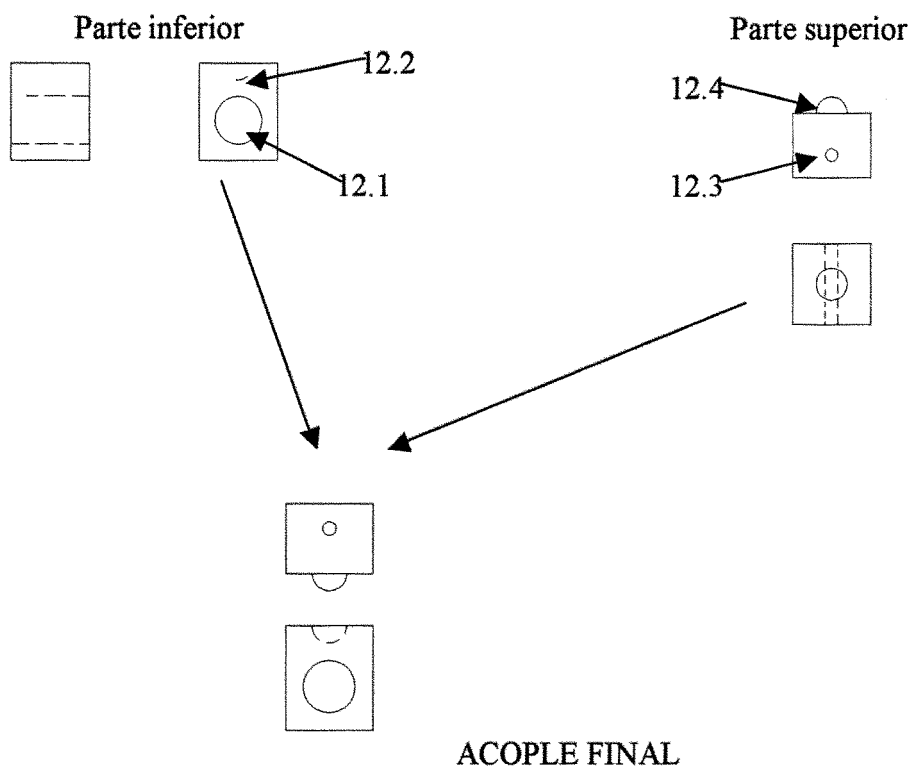 Parte inferior
Parte superior
12.2
12.4
12.1
12.3
ACOPLE FINAL